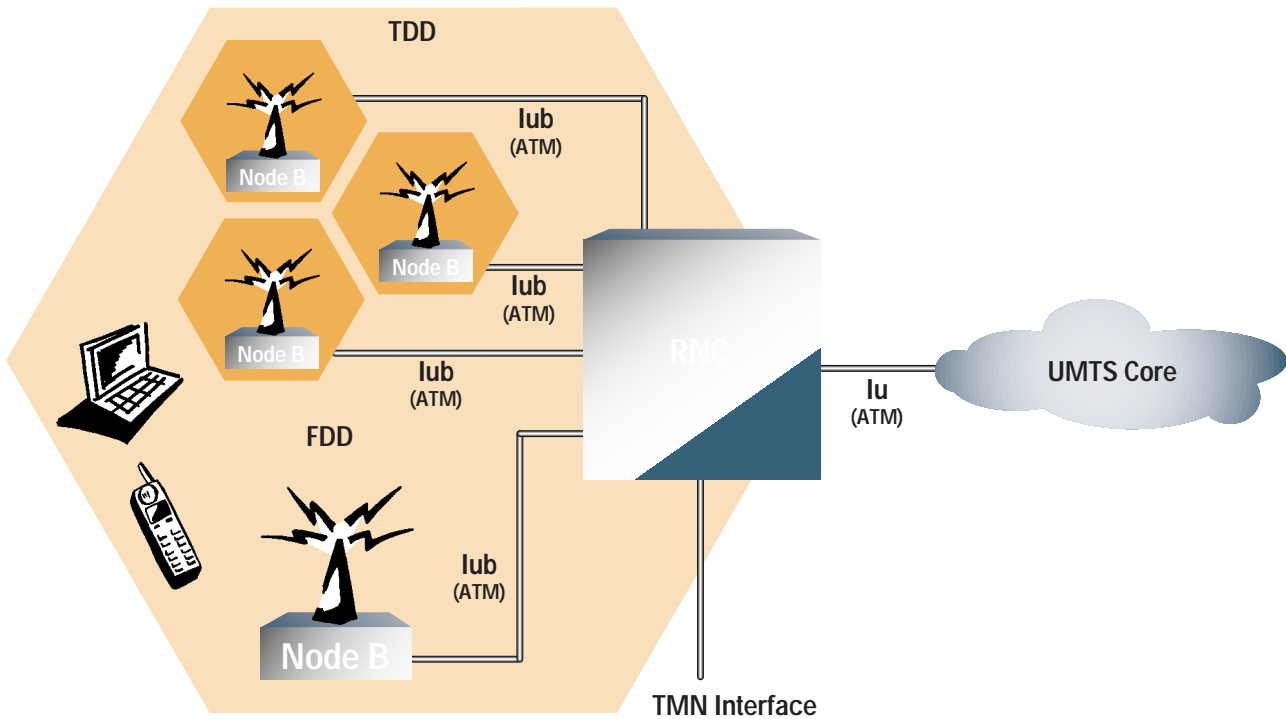 TDD
Iub
(ATM)
Node B
Node B
Iub
(ATM)
Node B
Iub
(ATM)
RNC
Iu
(ATM)
UMTS Core
FDD
Iub
(ATM)
Node B
TMN Interface